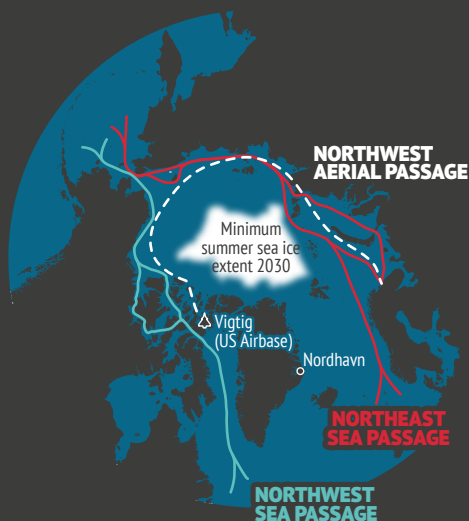 NORTHWEST
AERIAL PASSAGE
Minimum
summer sea ice
extent 2030
Vigtig
(US Airbase)
Nordhavn
NORTHEAST
SEA PASSAGE
NORTHWEST
SEA PASSAGE